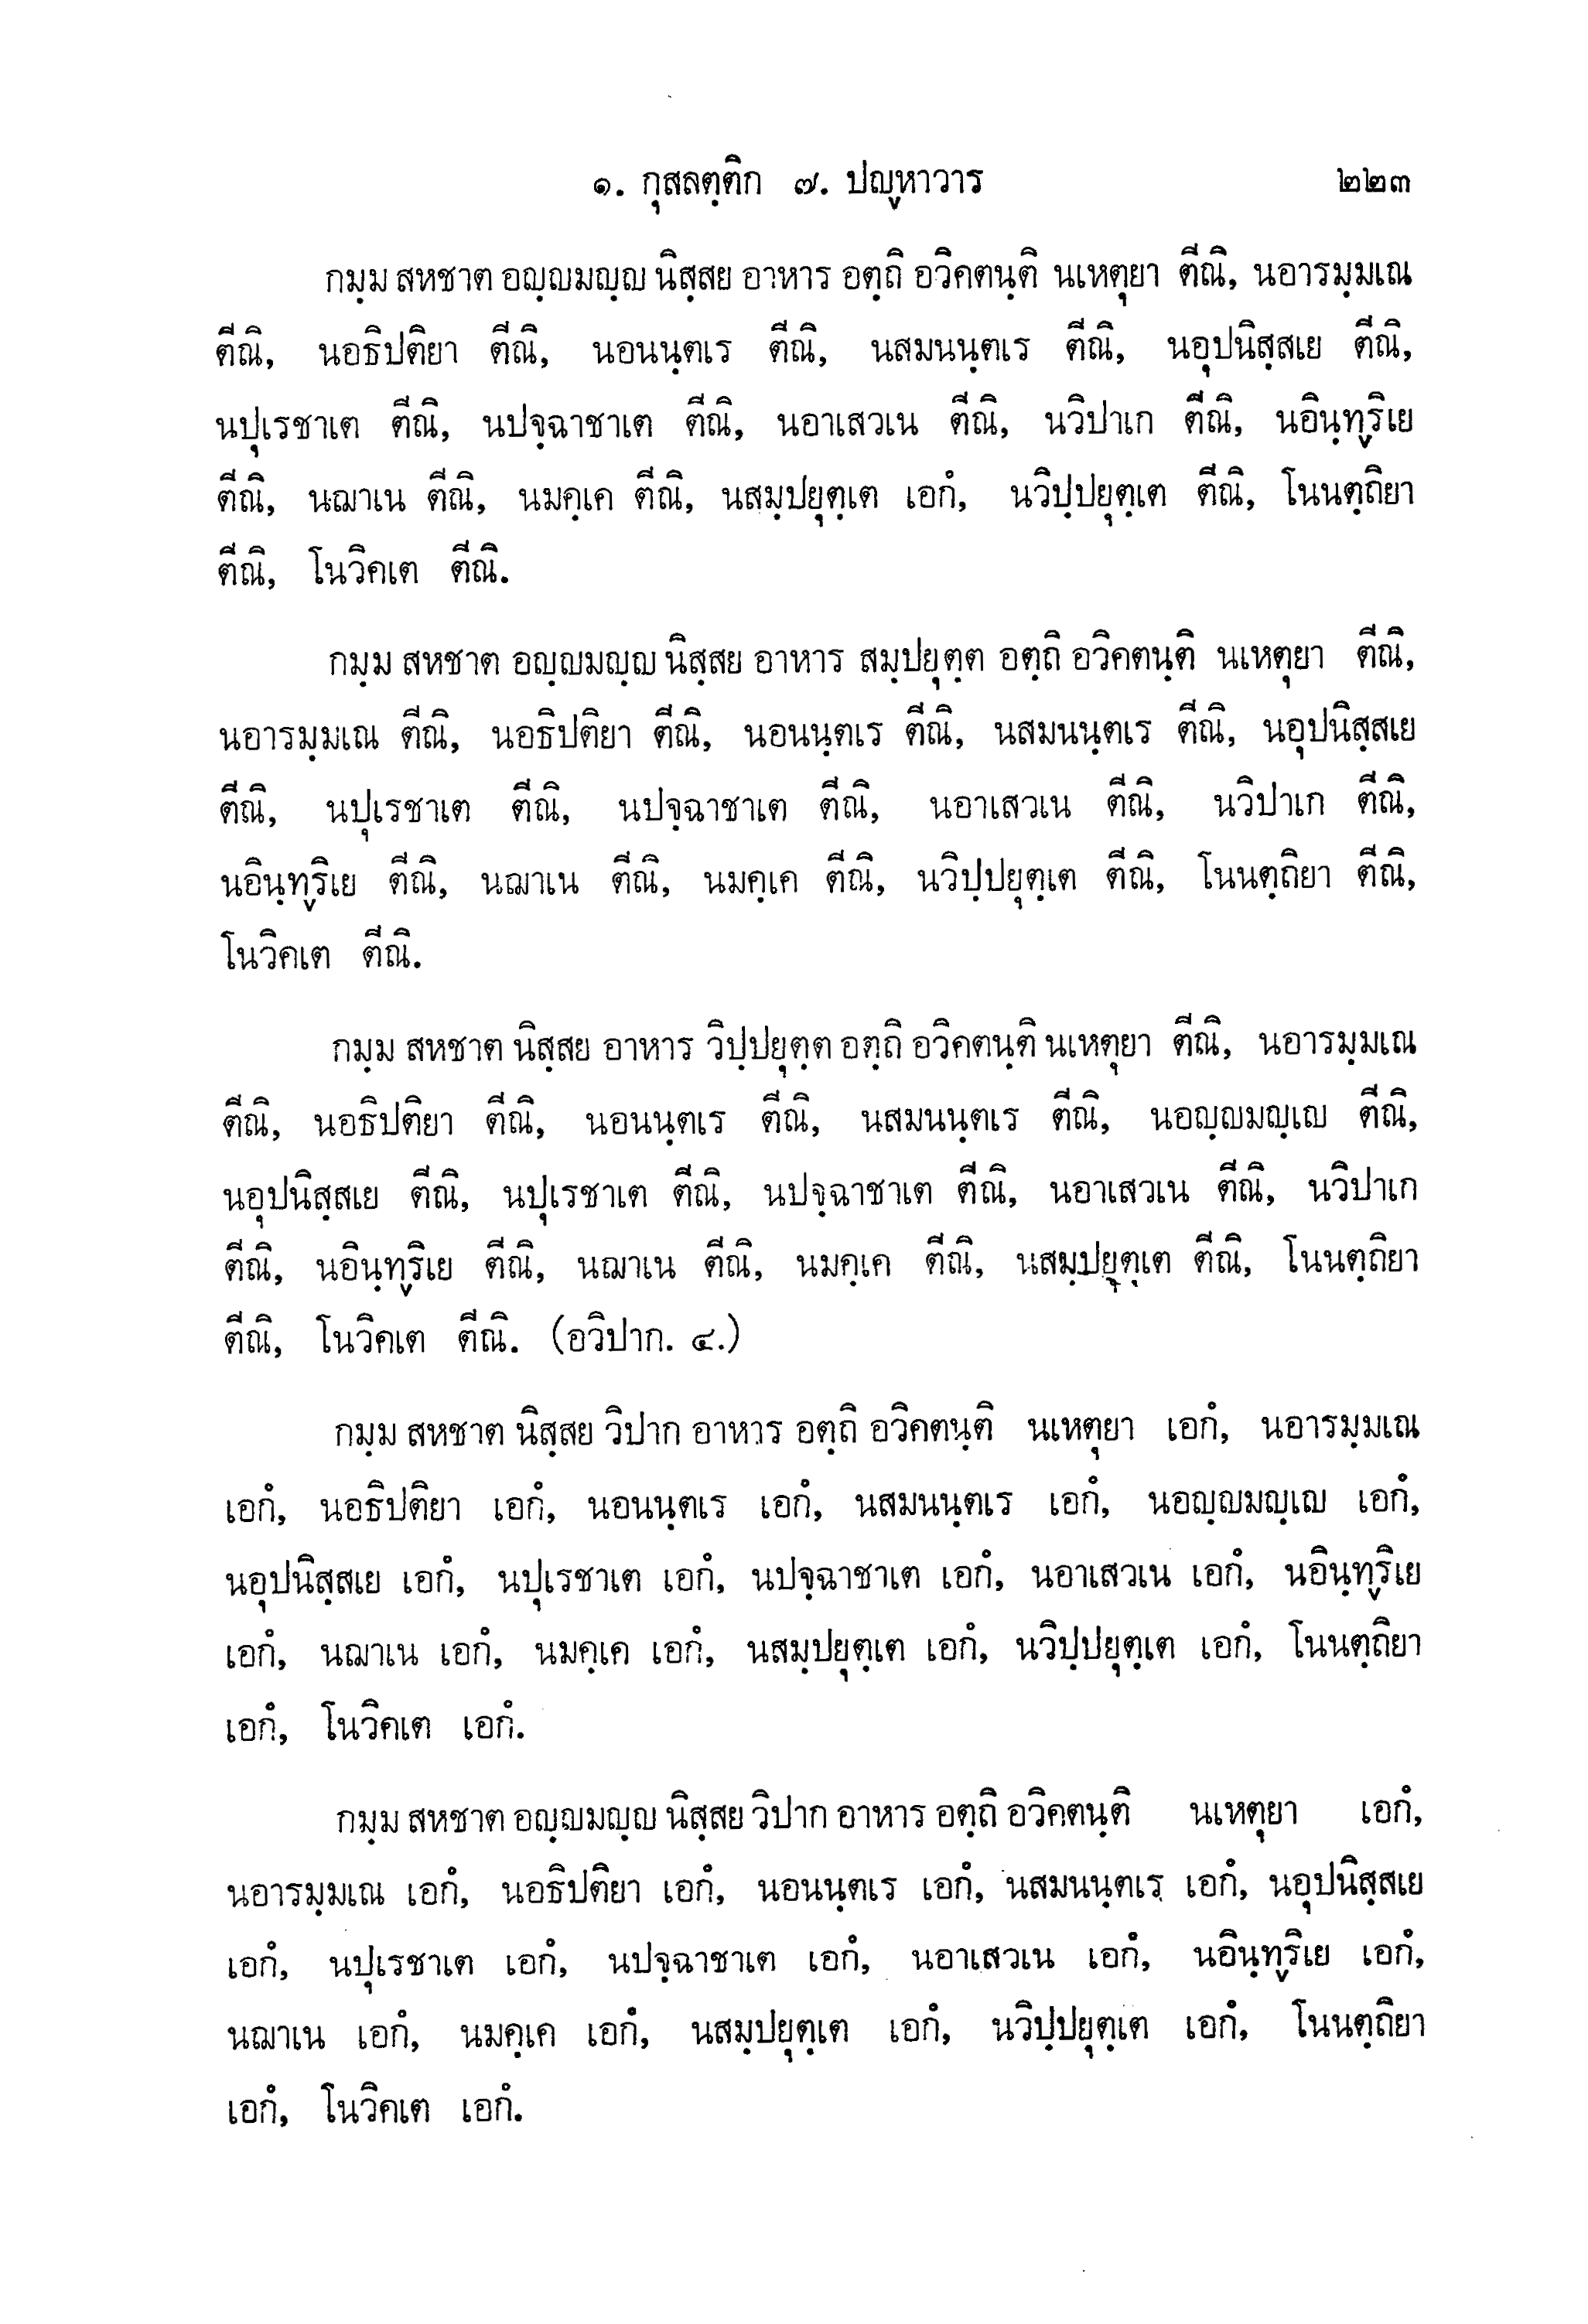 ๑. กุสลตฺติก ๗. ปญฺหาวาร ๒๒๓
กมฺม สหชาต อญฺญมญฺญ นิสฺสย อาหาร อตฺถิ อวิคตนฺติ นเหตุยา ตีณิ, นอารมฺมเณ
ตีณิ, นอธิปติยา ตีณิ, นอนนฺตเร ตีณิ, นสมนนฺตเร ตีณิ, นอุปนิสฺสเย ตีณิ,
นปุเรชาเต ตีณิ, นปจฺฉาชาเต ตีณิ, นอาเสวเน ตีณิ, นวิปาเก ตีณิ, นอินฺทฺริเย
ตีณิ, นฌาเน ตีณิ, นมคฺเค ตีณิ, นสมฺปยุตฺเต เอกํ, นวิปฺปยุตฺเต ตีณิ, โนนตฺถิยา
ตีณิ, โนวิคเต ตีณิ.
กมฺม สหชาต อญฺญมญฺญ นิสฺสย อาหาร สมฺปยุตฺต อตฺถิ อวิคตนฺติ นเหตุยา ตีณิ,
นอารมฺมเณ ตีณิ, นอธิปติยา ตีณิ, นอนนฺตเร ตีณิ, นสมนนฺตเร ตีณิ, นอุปนิสฺสเย
ตีณิ, นปุเรชาเต ตีณิ, นปจฺฉาชาเต ตีณิ, นอาเสวเน ตีณิ, นวิปาเก ตีณิ,
นอินฺทฺริเย ตีณิ, นฌาเน ตีณิ, นมคฺเค ตีณิ, นวิปฺปยุตฺเต ตีณิ, โนนตฺถิยา ตีณิ,
โนวิคเต ตีณิ.
กมฺม สหชาต นิสฺสย อาหาร วิปฺปยุตฺต อตฺถิ อวิคตนฺติ นเหตุยา ตีณิ, นอารมฺมเณ
ตีณิ, นอธิปติยา ตีณิ, นอนนฺตเร ตีณิ, นสมนนฺตเร ตีณิ, นอญฺญมญฺเญ ตีณิ,
นอุปนิสฺสเย ตีณิ, นปุเรชาเต ตีณิ, นปจฺฉาชาเต ตีณิ, นอาเสวเน ตีณิ, นวิปาเก
ตีณิ, นอินฺทฺริเย ตีณิ, นฌาเน ตีณิ, นมคฺเค ตีณิ, นสมฺปยุตฺเต ตีณิ, โนนตฺถิยา
ตีณิ, โนวิคเต ตีณิ. (อวิปาก. ๔.)
กมฺม สหชาต นิสฺสย วิปาก อาหาร อตฺถิ อวิคตนฺติ นเหตุยา เอกํ, นอารมฺมเณ
เอกํ, นอธิปติยา เอกํ, นอนนฺตเร เอกํ, นสมนนฺตเร เอกํ, นอญฺญมญฺเญ เอกํ,
นอุปนิสฺสเย เอกํ, นปุเรชาเต เอกํ, นปจฺฉาชาเต เอกํ, นอาเสวเน เอกํ, นอินฺทฺริเย
เอกํ, นฌาเน เอกํ, นมคฺเค เอกํ, นสมฺปยุตฺเต เอกํ, นวิปฺปยุตฺเต เอกํ, โนนตฺถิยา
เอกํ, โนวิคเต เอกํ.
กมฺม สหชาต อญฺญมญฺญ นิสฺสย วิปาก อาหาร อตฺถิ อวิคตนฺติ นเหตุยา เอกํ,
นอารมฺมเณ เอกํ, นอธิปติยา เอกํ, นอนนฺตเร เอกํ, นสมนนฺตเร เอกํ, นอุปนิสฺสเย
เอกํ, นปุเรชาเต เอกํ, นปจฺฉาชาเต เอกํ, นอาเสวเน เอกํ, นอินฺทฺริเย เอกํ,
นฌาเน เอกํ, นมคฺเค เอกํ, นสมฺปยุตฺเต เอกํ, นวิปฺปยุตฺเต เอกํ, โนนตฺถิยา
เอกํ, โนวิคเต เอกํ.